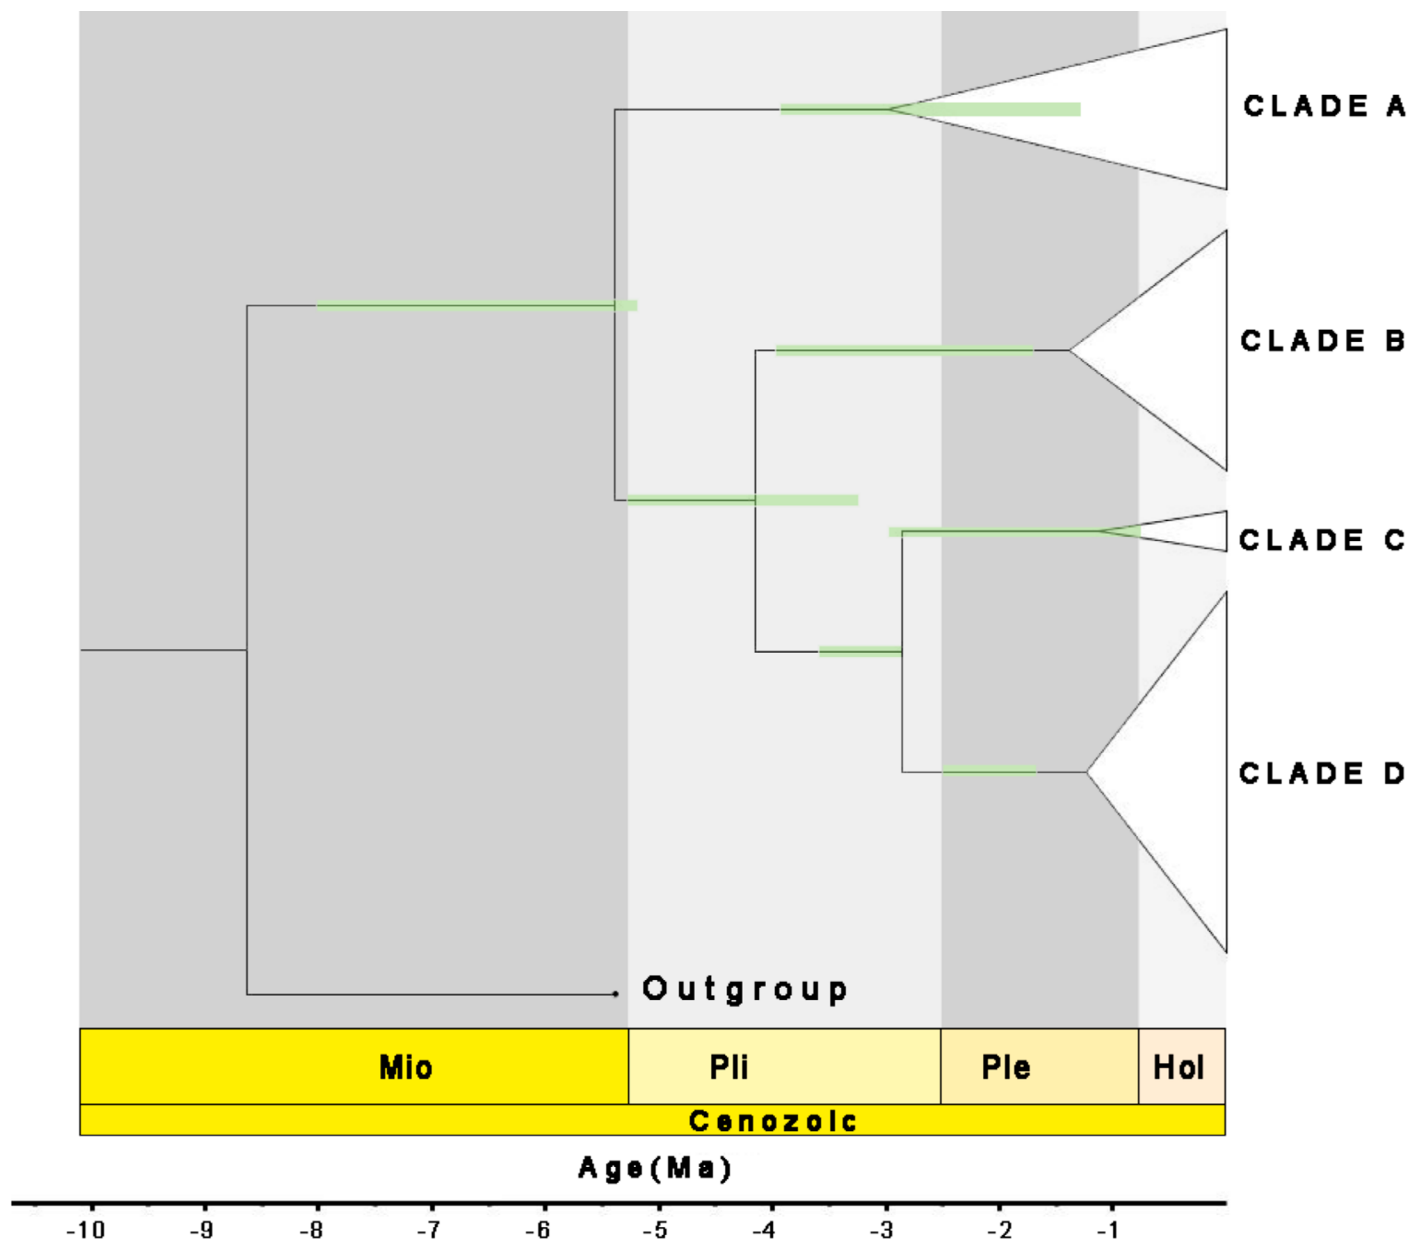 CLADE A
CLADE B
CLADE C
CLADE D
Outgroup
Mio Pli Ple Hol
Cenozoic
Age(Ma)
-10 -9 -8 -7 -6 -5 -4 -3 -2 -1